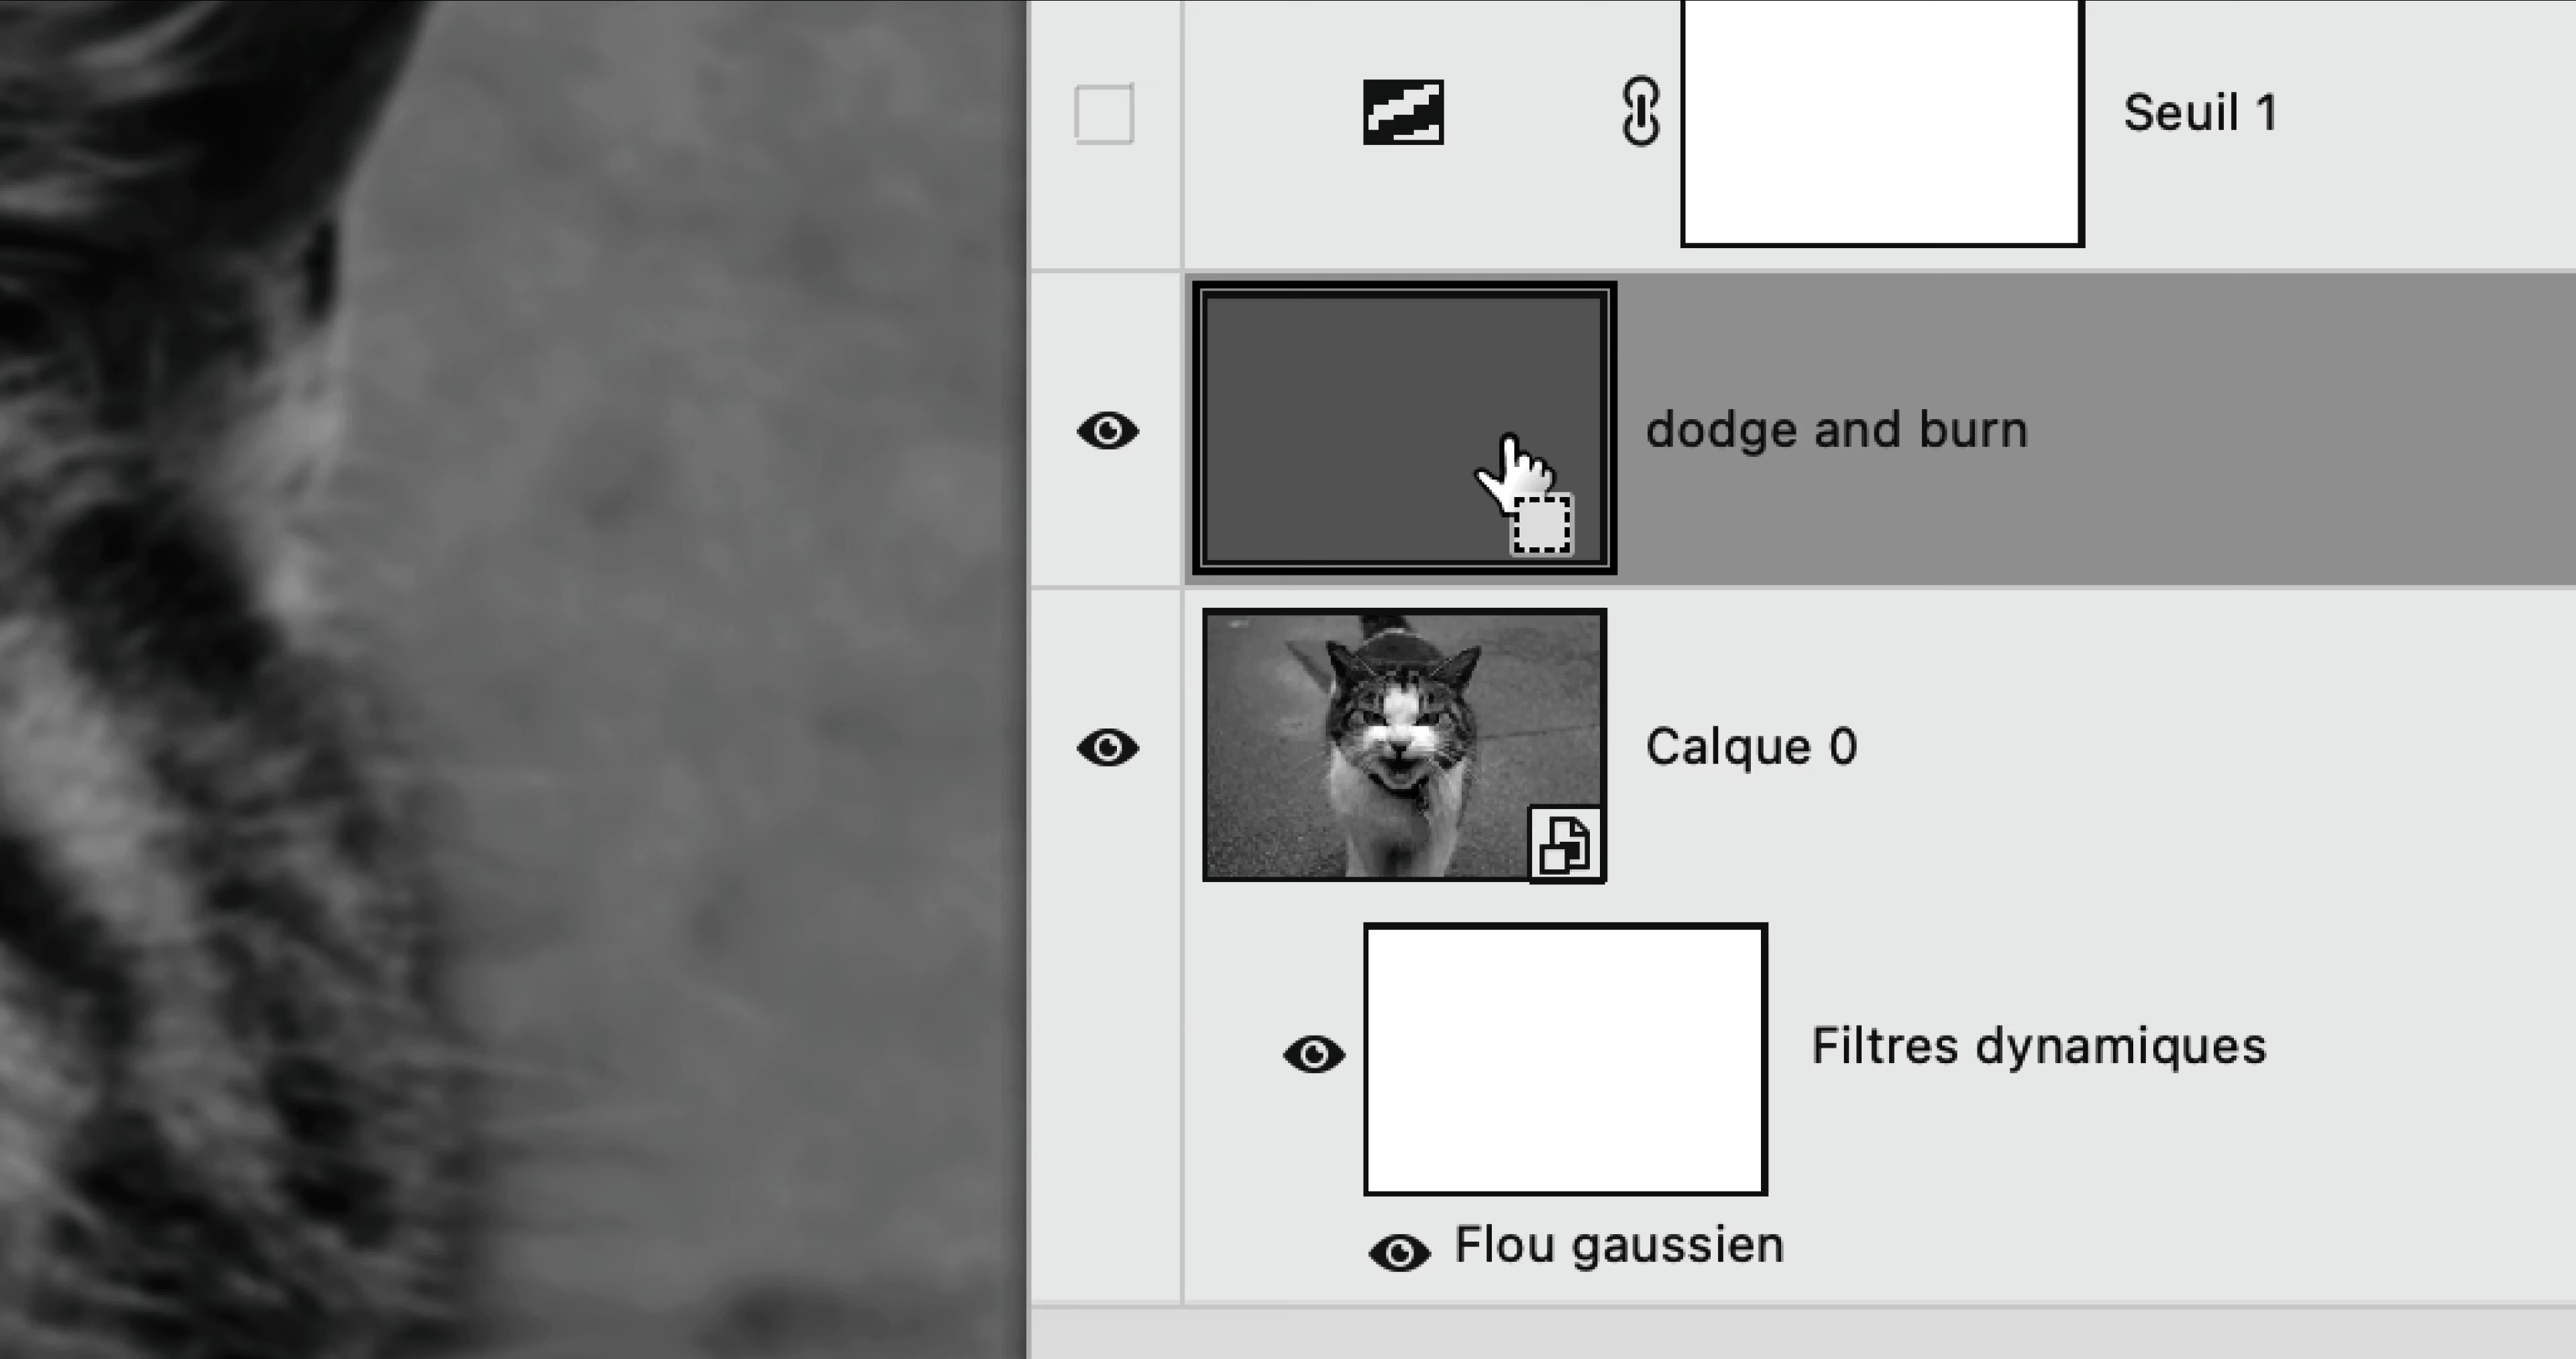 Seuil 1
dodge and burn
Calque 0
Filtres dynamiques
Flou gaussien